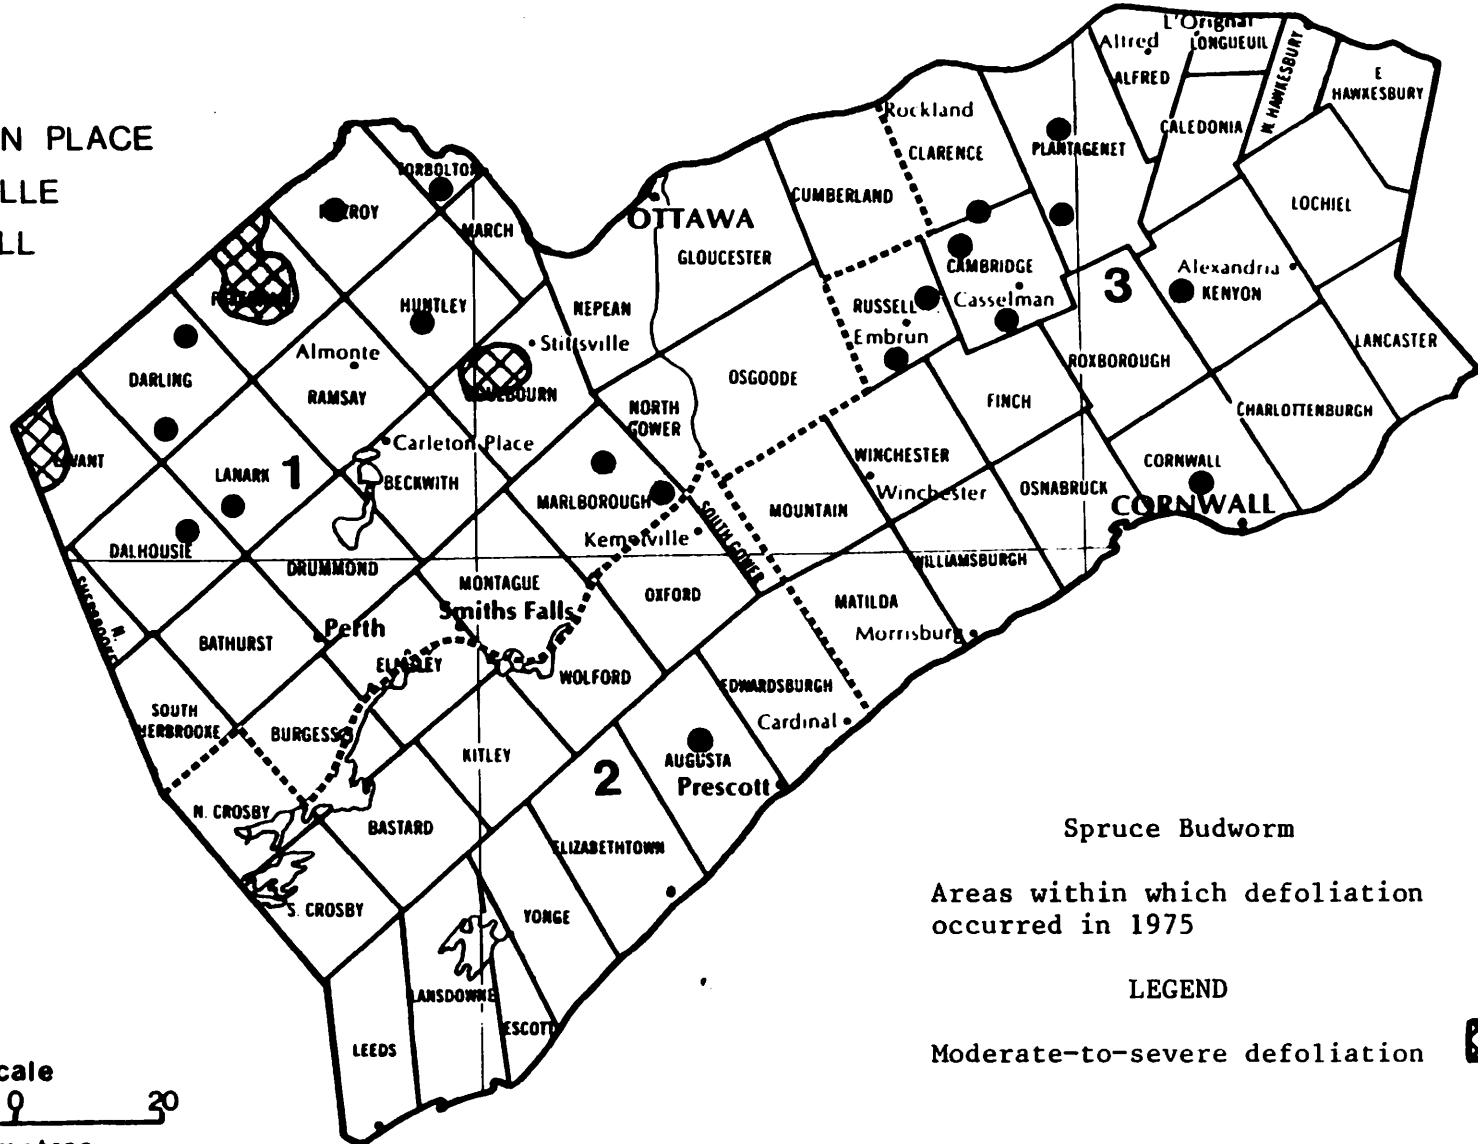 N PLACE
LLE
LL
L'Orignal
LONGUEUIL
Alfred
ALFRED
W HAWKESBURY
E
HAWKESBURY
Rockland
CLARENCE
PLANTAGENET
CALEDONIA
TORBOLTON
FITZROY
MARCH
CUMBERLAND
OTTAWA
GLOUCESTER
LOCHIEL
CAMBRIDGE
Casselman
3
Alexandria
KENYON
HUNTLEY
NEPEAN
RUSSELL
Embrun
Stittsville
Almonte
DARLING
RAMSAY
GOULBOURN
OSGOODE
ROXBOROUGH
LANCASTER
NORTH
GOWER
FINCH
CHARLOTTENBURGH
Carleton Place
BECKWITH
LAVANT
LANARK
1
MARLBOROUGH
WINCHESTER
Winchester
MOUNTAIN
OSNABRUCK
CORNWALL
CORNWALL
Kemptville
SOUTH GOWER
DALHOUSIE
DRUMMOND
MONTAGUE
Smiths Falls
OXFORD
WILLIAMSBURGH
MATILDA
Morrisburg
N.
SHERBROOKE
BATHURST
Perth
ELMSLEY
WOLFORD
EDWARDSBURGH
Cardinal
SOUTH
SHERBROOKE
BURGESS
KITLEY
2
AUGUSTA
Prescott
N. CROSBY
BASTARD
ELIZABETHTOWN
S. CROSBY
YONGE
LANSDOWNE
ESCOTT
LEEDS
Spruce Budworm
Areas within which defoliation
occurred in 1975
LEGEND
Moderate-to-severe defoliation
cale
0 20